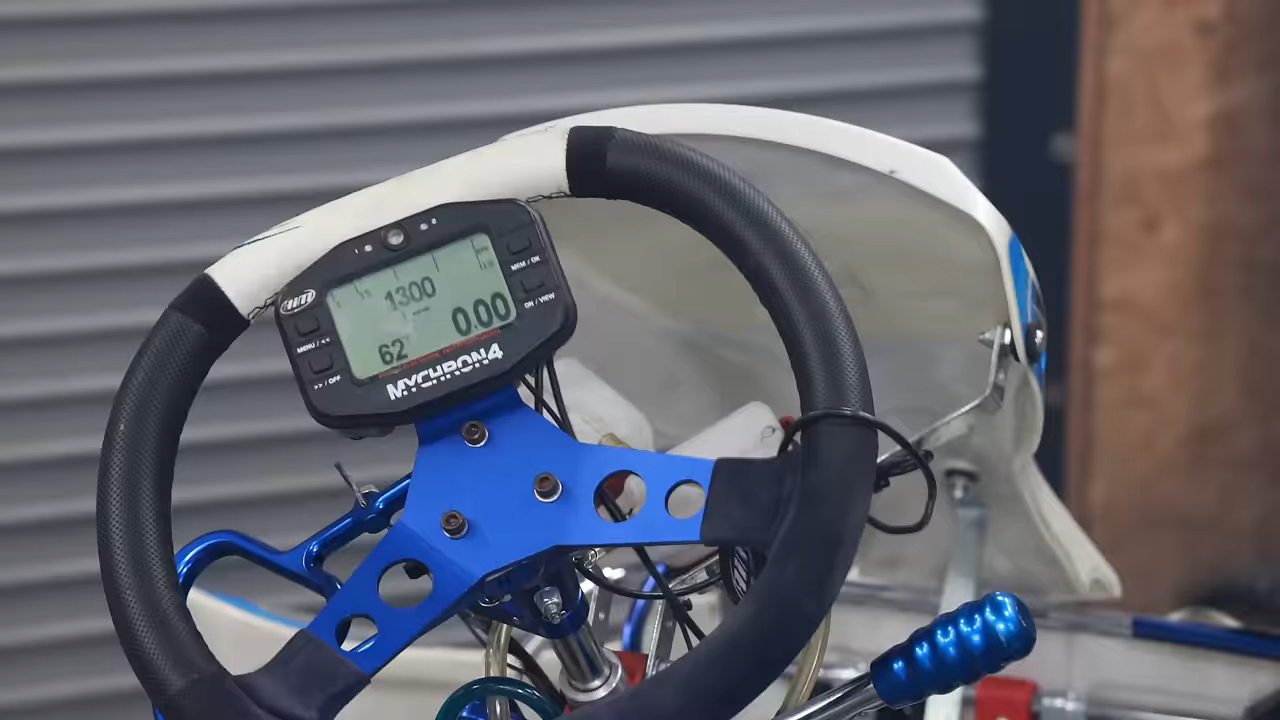 1300
0.00
62
AiM
MEM / OK
ON / VIEW
MENU / <<
>> / OFF
MYCHRON4